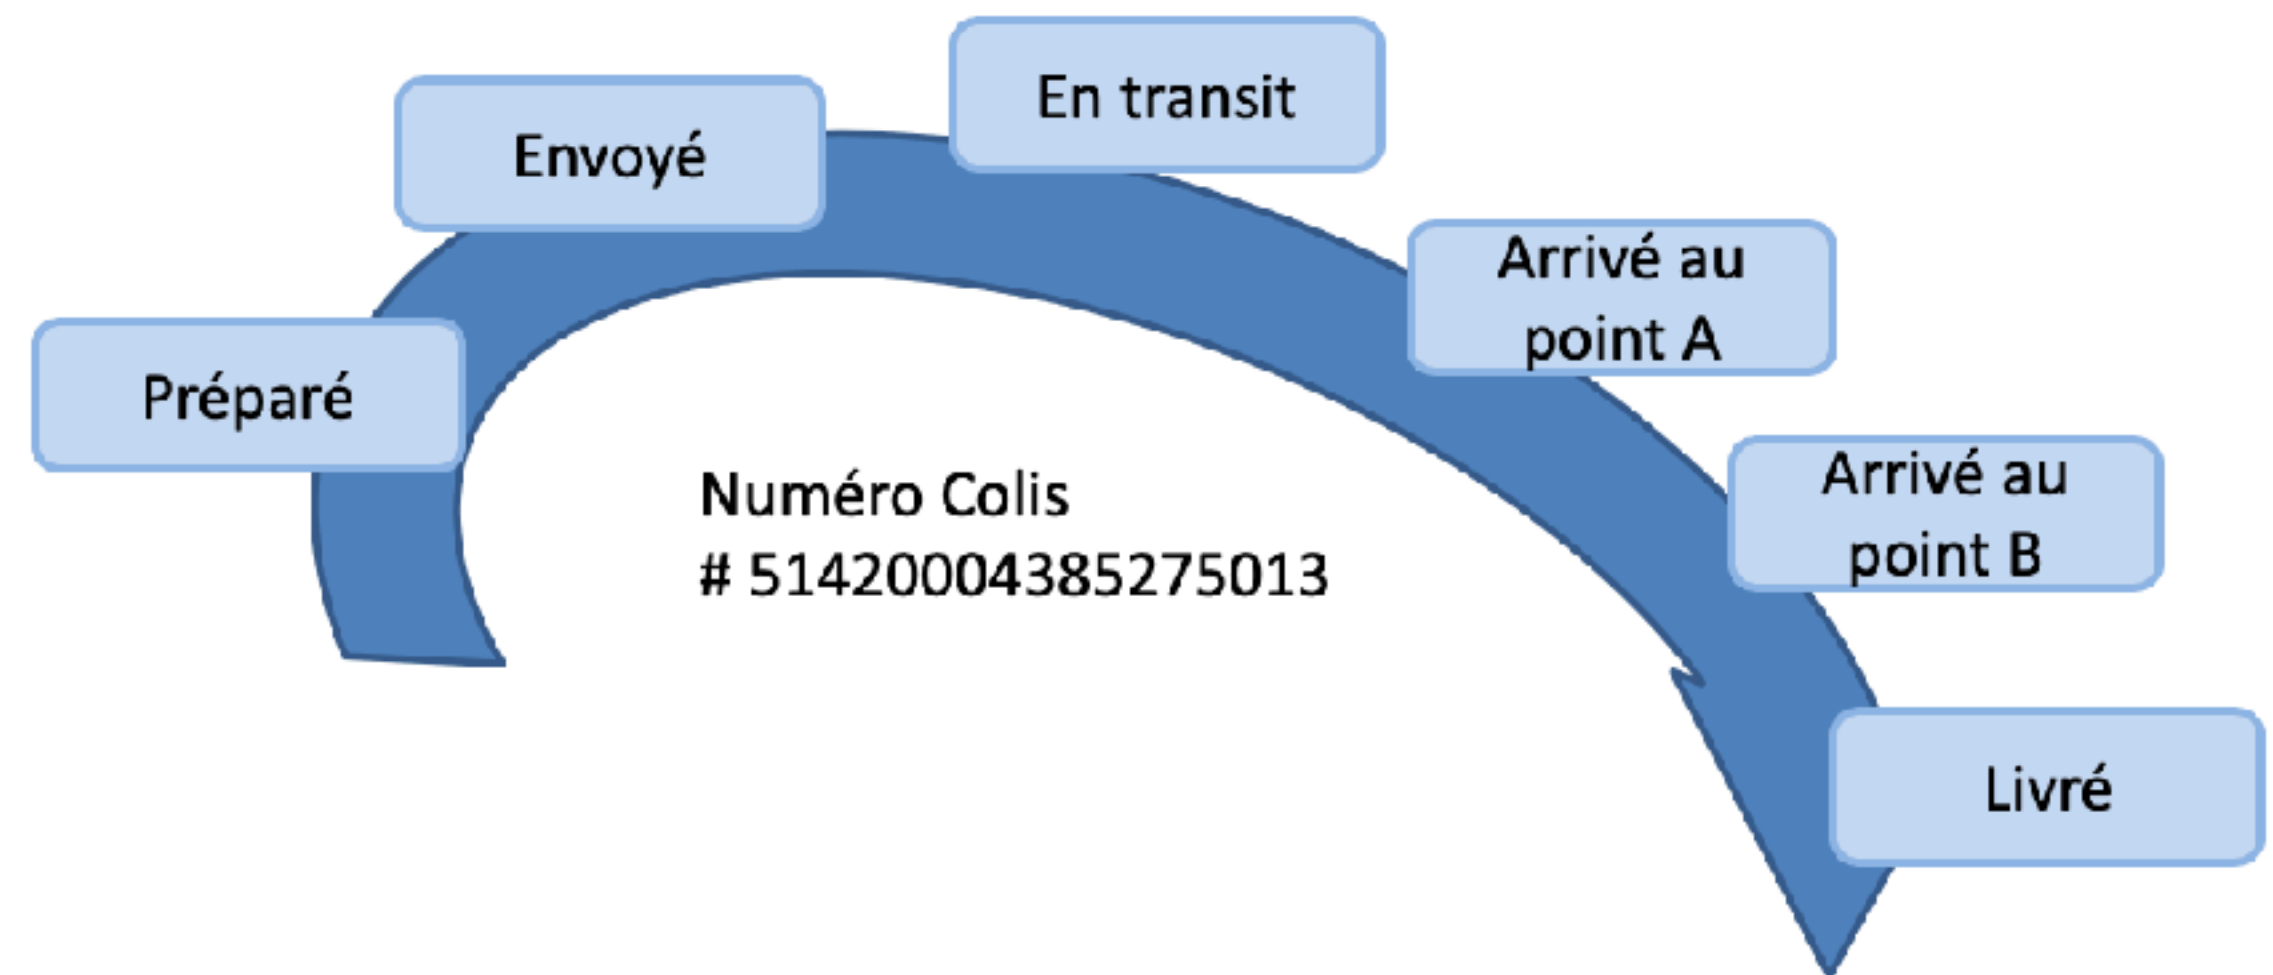 Préparé
Envoyé
En transit
Arrivé au
point A
Arrivé au
point B
Livré
Numéro Colis
# 51420004385275013